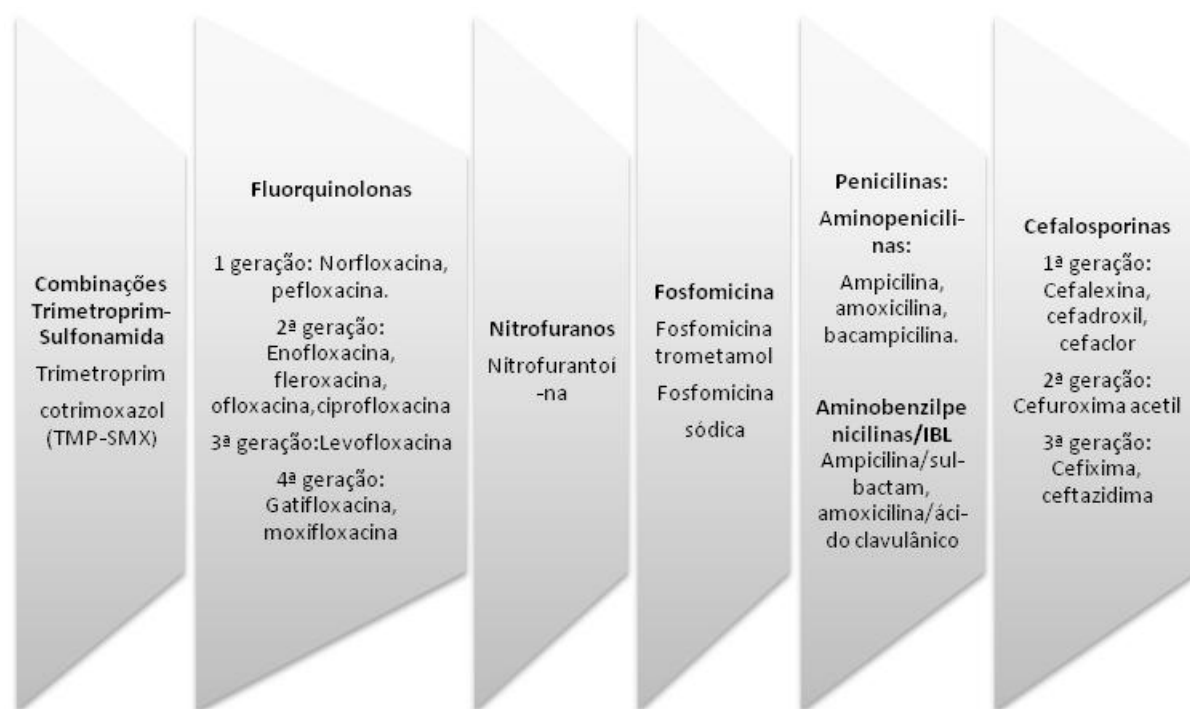 Combinações
Trimetroprim-
Sulfonamida
Trimetroprim
cotrimoxazol
(TMP-SMX)
Fluorquinolonas
1 geração: Norfloxacina,
pefloxacina.
2ª geração:
Enofloxacina,
fleroxacina,
ofloxacina,ciprofloxacina
3ª geração:Levofloxacina
4ª geração:
Gatifloxacina,
moxifloxacina
Nitrofuranos
Nitrofurantoí
-na
Fosfomicina
Fosfomicina
trometamol
Fosfomicina
sódica
Penicilinas:
Aminopenicili-
nas:
Ampicilina,
amoxicilina,
bacampicilina.
Aminobenzilpe
nicilinas/IBL
Ampicilina/sul-
bactam,
amoxicilina/áci-
do clavulânico
Cefalosporinas
1ª geração:
Cefalexina,
cefadroxil,
cefaclor
2ª geração:
Cefuroxima acetil
3ª geração:
Cefixima,
ceftazidima